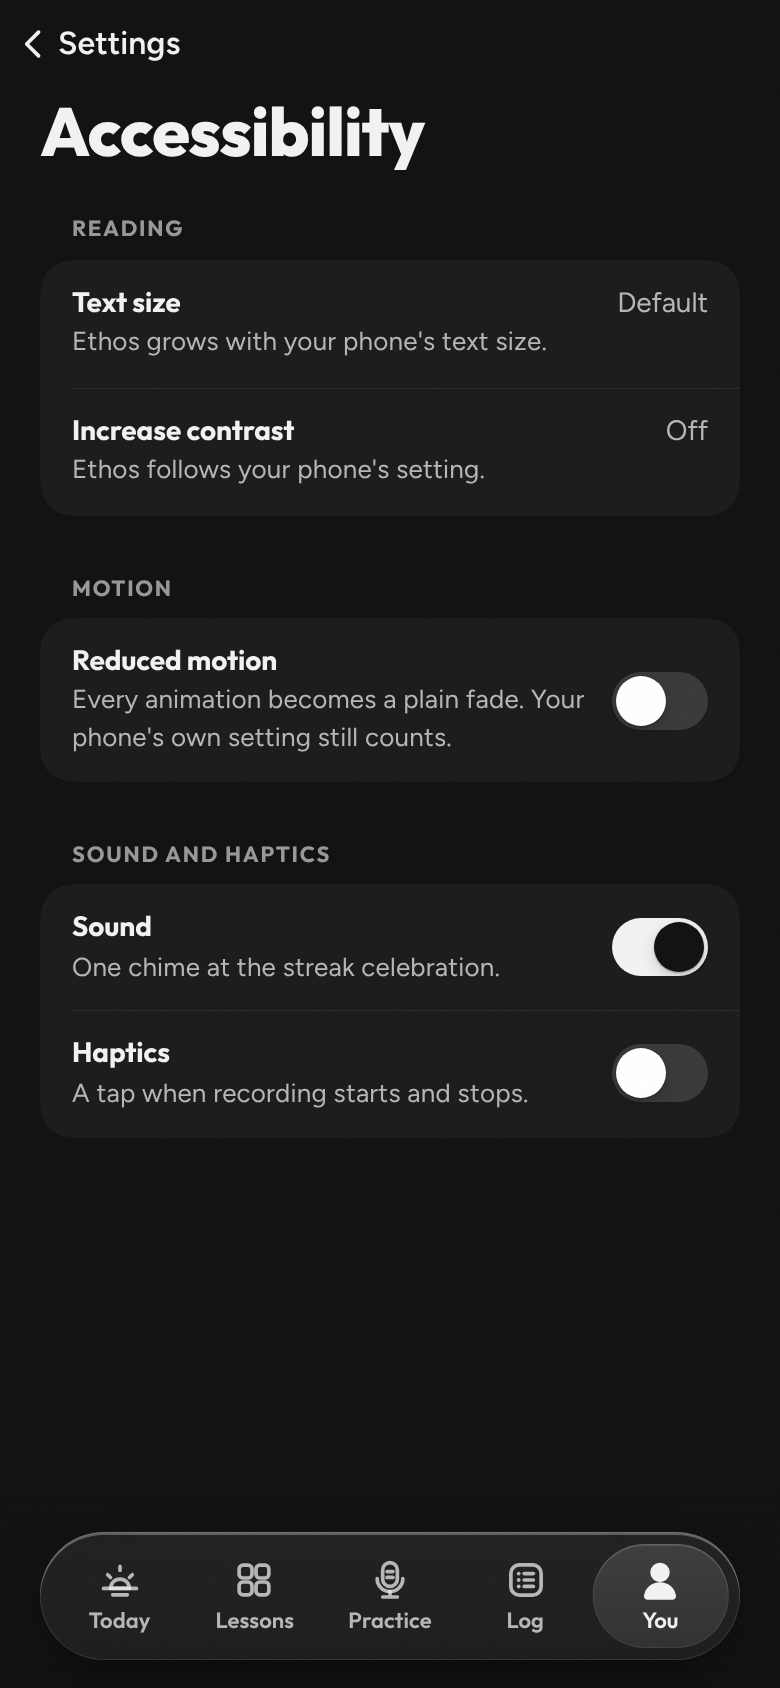 Settings
Accessibility
READING
Text size
Default
Ethos grows with your phone's text size.
Increase contrast
Off
Ethos follows your phone's setting.
MOTION
Reduced motion
Every animation becomes a plain fade. Your
phone's own setting still counts.
SOUND AND HAPTICS
Sound
One chime at the streak celebration.
Haptics
A tap when recording starts and stops.
Today
Lessons
Practice
Log
You